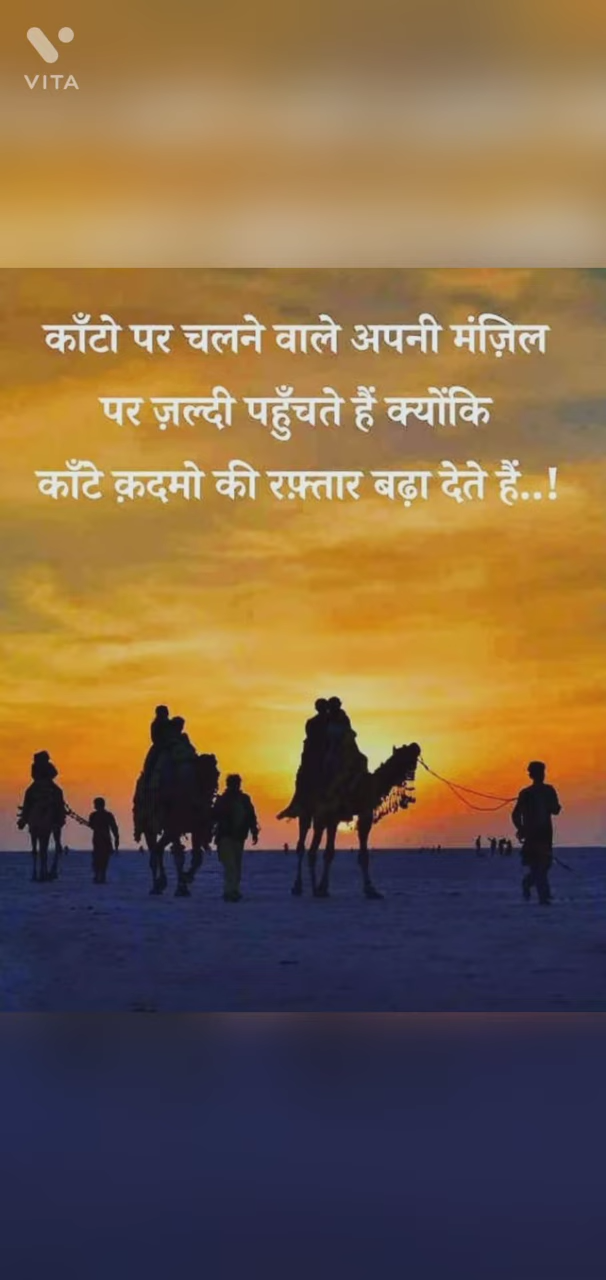 VITA
काँटो पर चलने वाले अपनी मंज़िल
पर ज़ल्दी पहुँचते हैं क्योंकि
काँटे क़दमो की रफ़्तार बढ़ा देते हैं..!